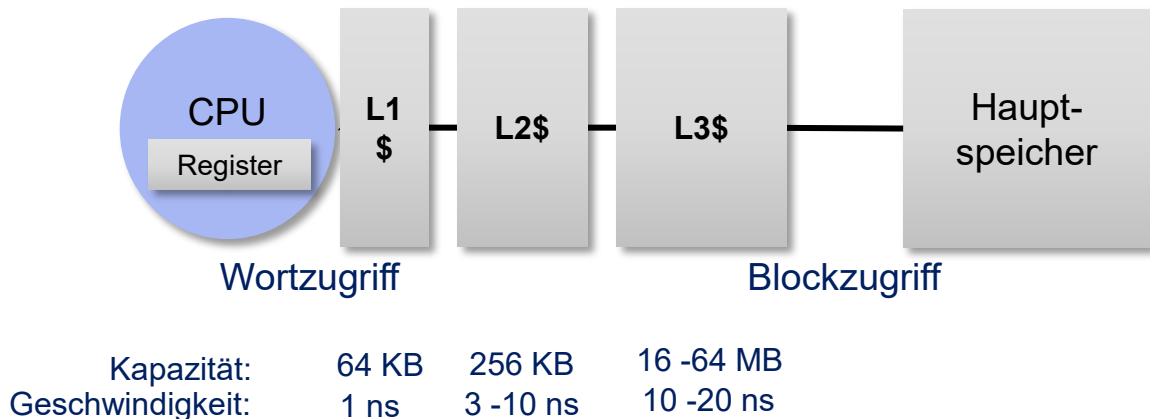 CPU
Register
L1
$
L2$
L3$
Haupt-
speicher
Wortzugriff
Blockzugriff
Kapazität: 64 KB 256 KB 16 -64 MB
Geschwindigkeit: 1 ns 3 -10 ns 10 -20 ns